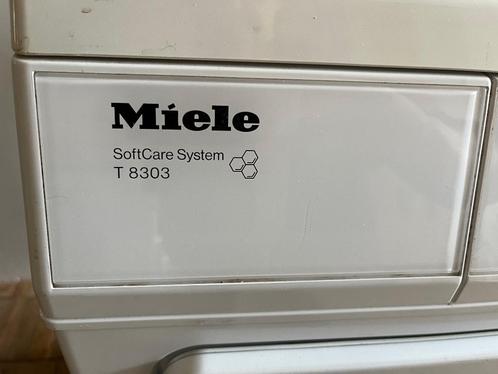 Miele
SoftCare System
T 8303